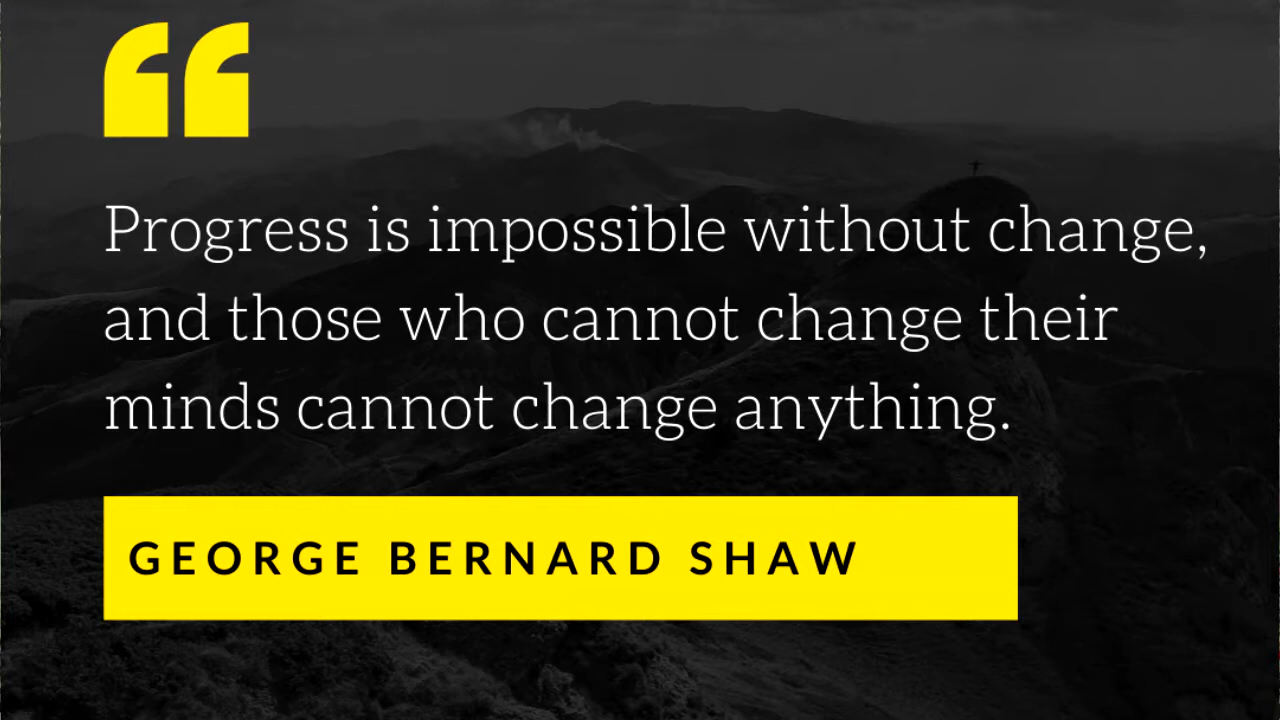 “
Progress is impossible without change,
and those who cannot change their
minds cannot change anything.
GEORGE BERNARD SHAW